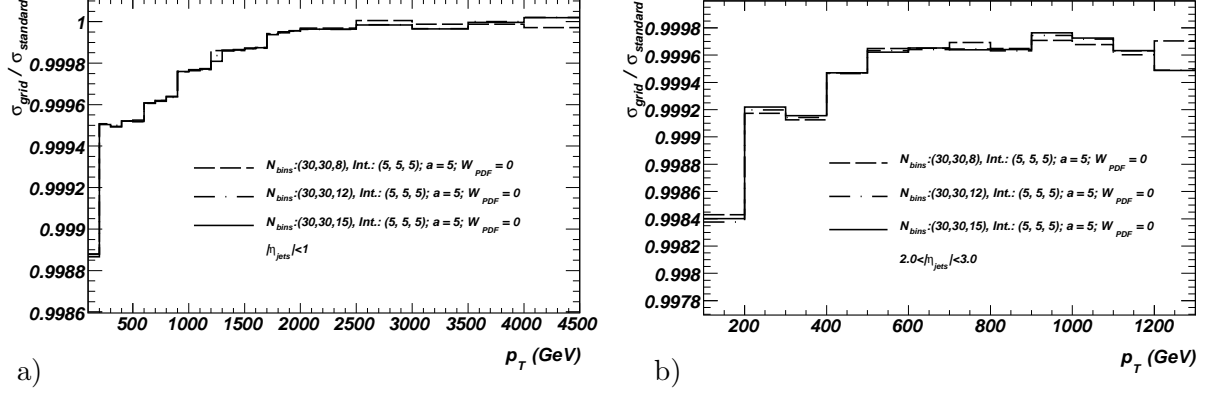 σ_grid / σ_standard
1
0.9998
0.9996
0.9994
0.9992
0.999
0.9988
0.9986
N_bins:(30,30,8), Int.: (5, 5, 5); a = 5; W_PDF = 0
N_bins:(30,30,12), Int.: (5, 5, 5); a = 5; W_PDF = 0
N_bins:(30,30,15), Int.: (5, 5, 5); a = 5; W_PDF = 0
|η_jets|<1
500 1000 1500 2000 2500 3000 3500 4000 4500
p_T (GeV)
a)
σ_grid / σ_standard
0.9998
0.9996
0.9994
0.9992
0.999
0.9988
0.9986
0.9984
0.9982
0.998
0.9978
N_bins:(30,30,8), Int.: (5, 5, 5); a = 5; W_PDF = 0
N_bins:(30,30,12), Int.: (5, 5, 5); a = 5; W_PDF = 0
N_bins:(30,30,15), Int.: (5, 5, 5); a = 5; W_PDF = 0
2.0<|η_jets|<3.0
200 400 600 800 1000 1200
p_T (GeV)
b)